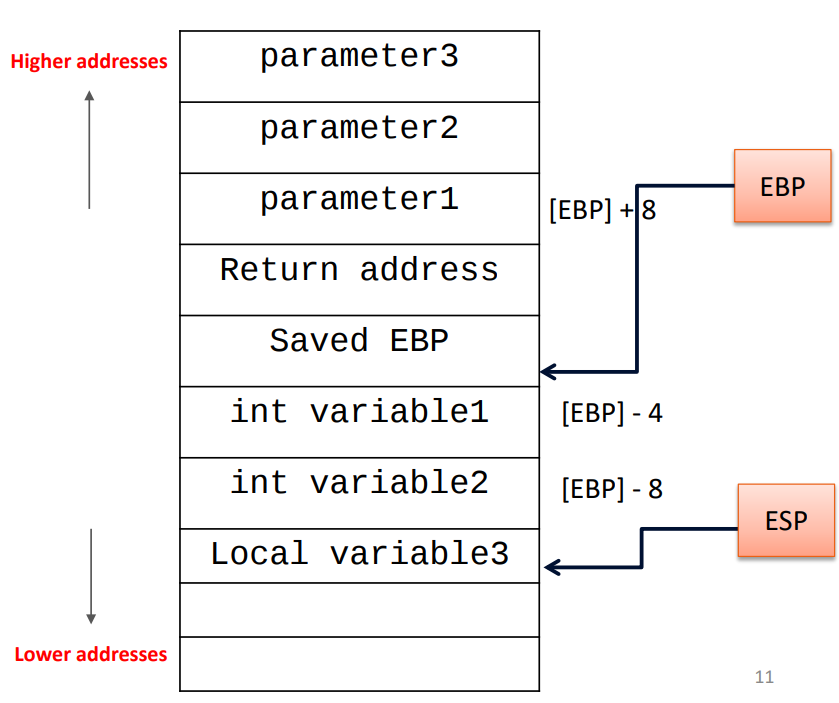 Higher addresses
parameter3
parameter2
parameter1
[EBP] + 8
EBP
Return address
Saved EBP
int variable1
[EBP] - 4
int variable2
[EBP] - 8
ESP
Local variable3
Lower addresses
11